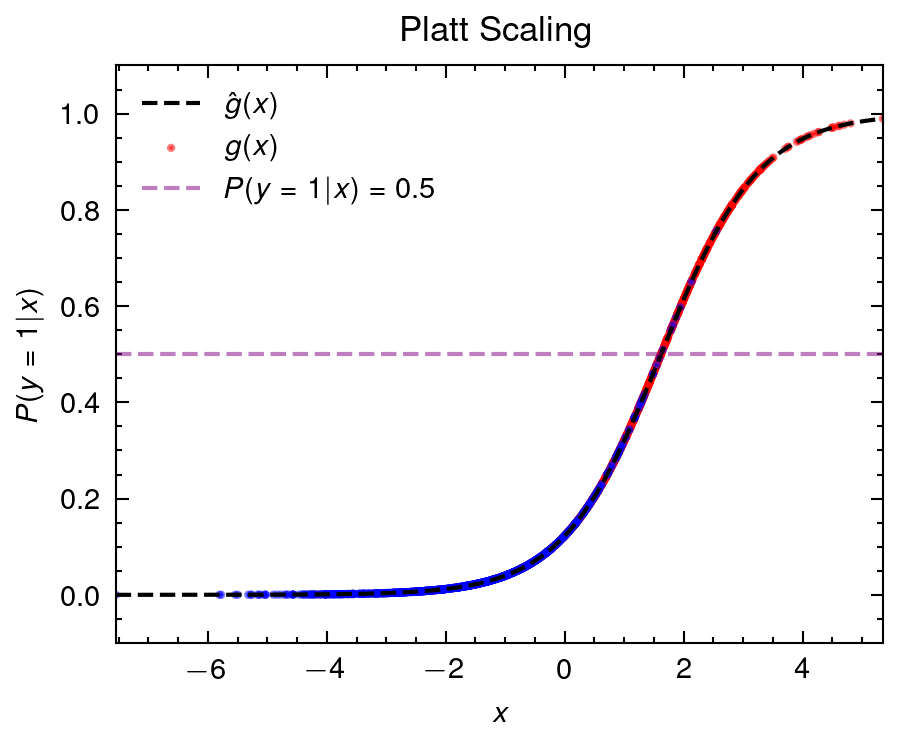 Platt Scaling
ĝ(x)
g(x)
P(y = 1|x) = 0.5
P(y = 1|x)
1.0
0.8
0.6
0.4
0.2
0.0
−6 −4 −2 0 2 4
x